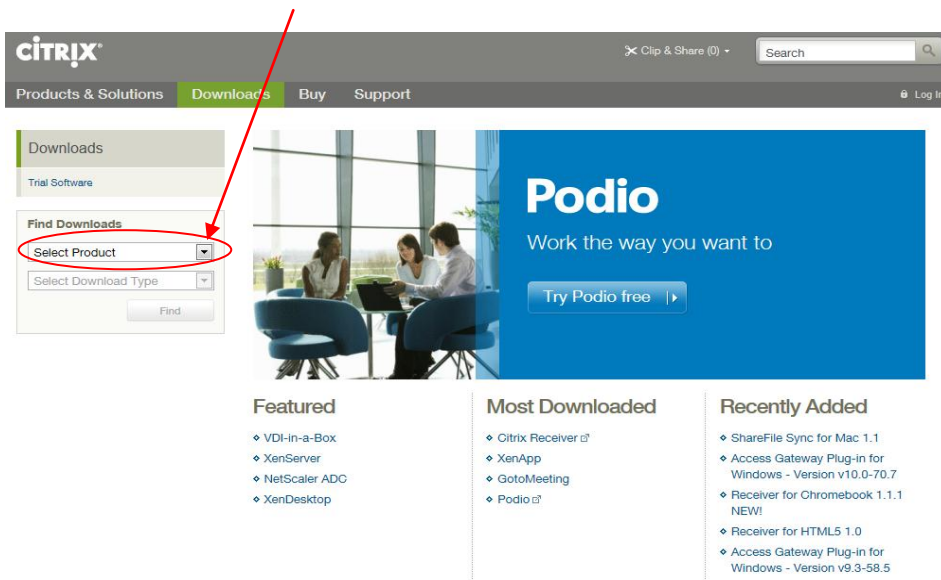 CİTRIX®
Clip & Share (0)
Search
Products & Solutions Downloads Buy Support
Log In
Downloads
Trial Software
Find Downloads
Select Product
Select Download Type
Find
Podio
Work the way you want to
Try Podio free
Featured
VDI-in-a-Box
XenServer
NetScaler ADC
XenDesktop
Most Downloaded
Citrix Receiver
XenApp
GotoMeeting
Podio
Recently Added
ShareFile Sync for Mac 1.1
Access Gateway Plug-in for
Windows - Version v10.0-70.7
Receiver for Chromebook 1.1.1
NEW!
Receiver for HTML5 1.0
Access Gateway Plug-in for
Windows - Version v9.3-58.5